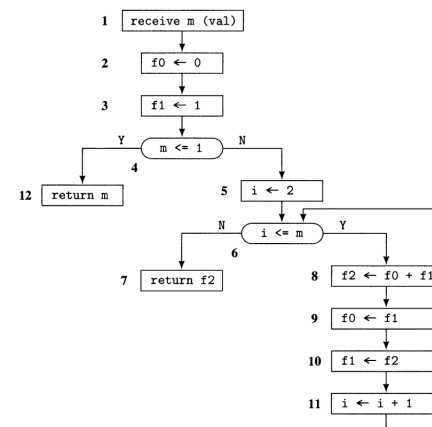 1 receive m (val)
2 f0 ← 0
3 f1 ← 1
Y m <= 1 N
4
12 return m
5 i ← 2
N i <= m Y
6
7 return f2
8 f2 ← f0 + f1
9 f0 ← f1
10 f1 ← f2
11 i ← i + 1